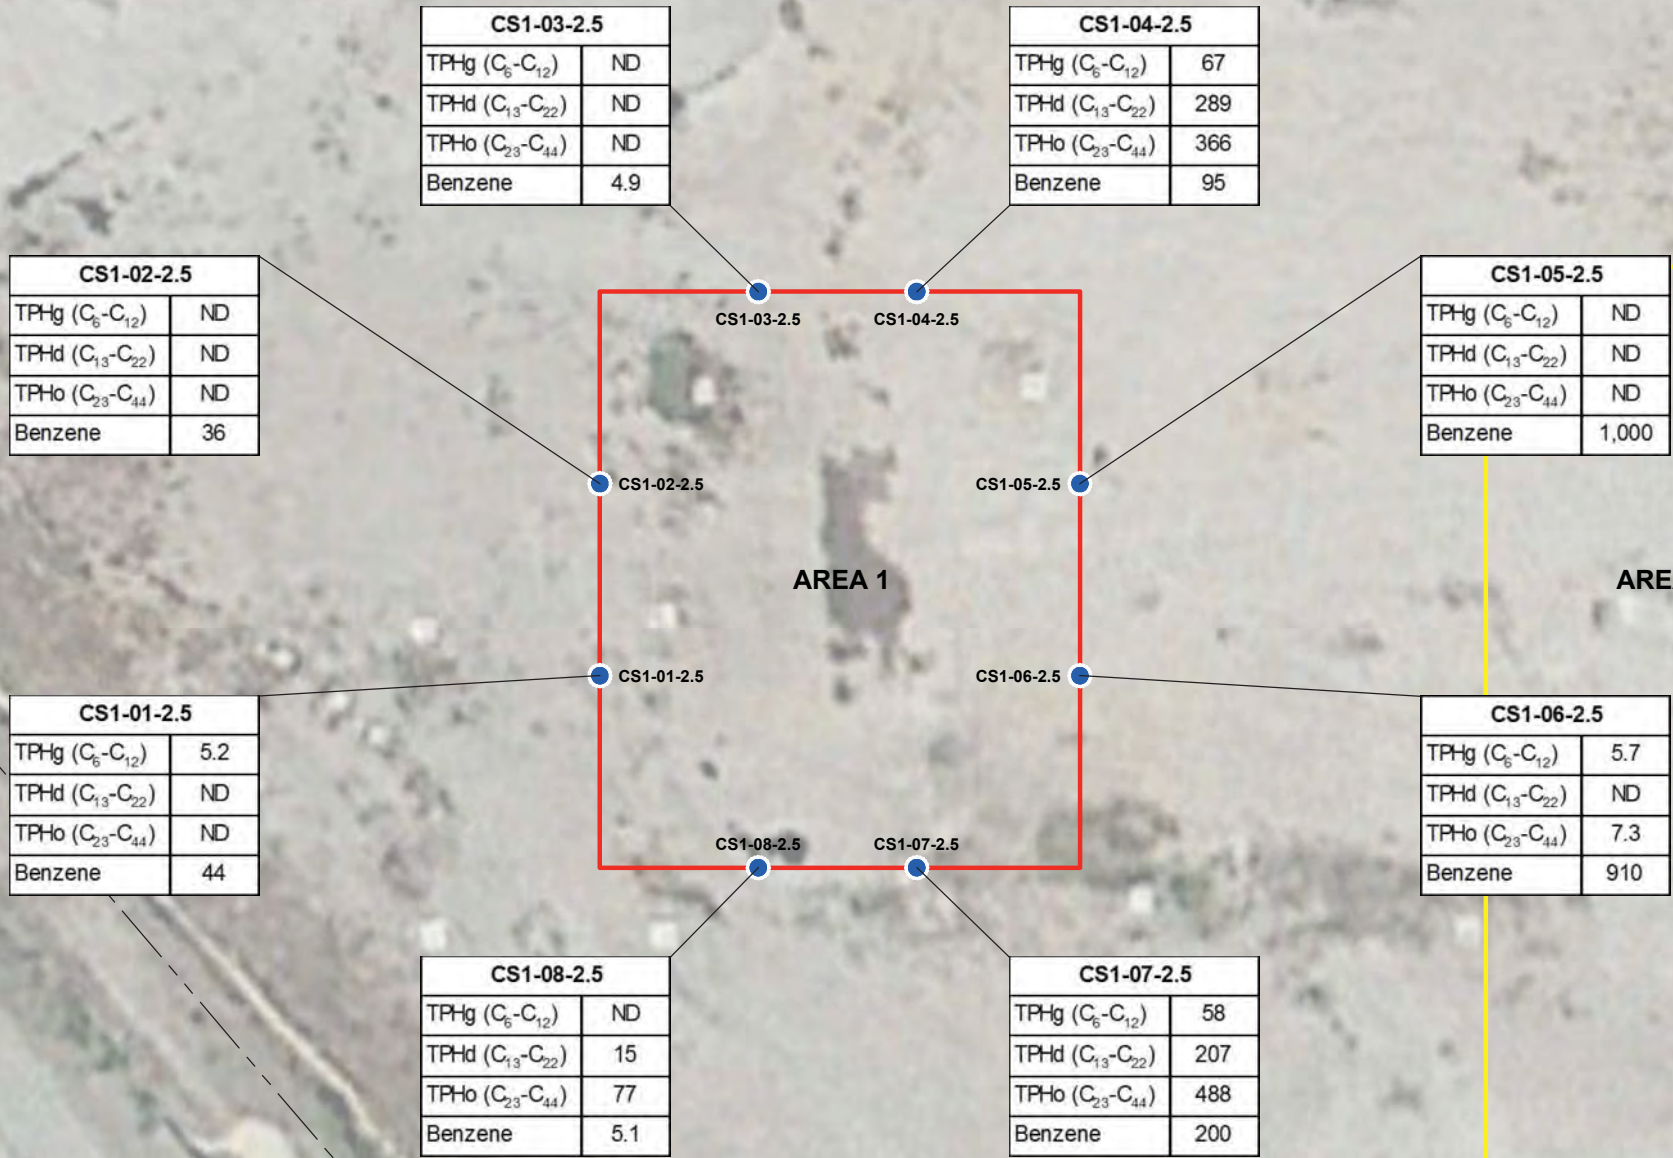 CS1-03-2.5
TPHg (C₆-C₁₂) ND
TPHd (C₁₃-C₂₂) ND
TPHo (C₂₃-C₄₄) ND
Benzene 4.9
CS1-04-2.5
TPHg (C₆-C₁₂) 67
TPHd (C₁₃-C₂₂) 289
TPHo (C₂₃-C₄₄) 366
Benzene 95
CS1-02-2.5
TPHg (C₆-C₁₂) ND
TPHd (C₁₃-C₂₂) ND
TPHo (C₂₃-C₄₄) ND
Benzene 36
CS1-05-2.5
TPHg (C₆-C₁₂) ND
TPHd (C₁₃-C₂₂) ND
TPHo (C₂₃-C₄₄) ND
Benzene 1,000
CS1-03-2.5
CS1-04-2.5
CS1-02-2.5
CS1-05-2.5
AREA 1
ARE
CS1-01-2.5
CS1-06-2.5
CS1-01-2.5
TPHg (C₆-C₁₂) 5.2
TPHd (C₁₃-C₂₂) ND
TPHo (C₂₃-C₄₄) ND
Benzene 44
CS1-06-2.5
TPHg (C₆-C₁₂) 5.7
TPHd (C₁₃-C₂₂) ND
TPHo (C₂₃-C₄₄) 7.3
Benzene 910
CS1-08-2.5
CS1-07-2.5
CS1-08-2.5
TPHg (C₆-C₁₂) ND
TPHd (C₁₃-C₂₂) 15
TPHo (C₂₃-C₄₄) 77
Benzene 5.1
CS1-07-2.5
TPHg (C₆-C₁₂) 58
TPHd (C₁₃-C₂₂) 207
TPHo (C₂₃-C₄₄) 488
Benzene 200